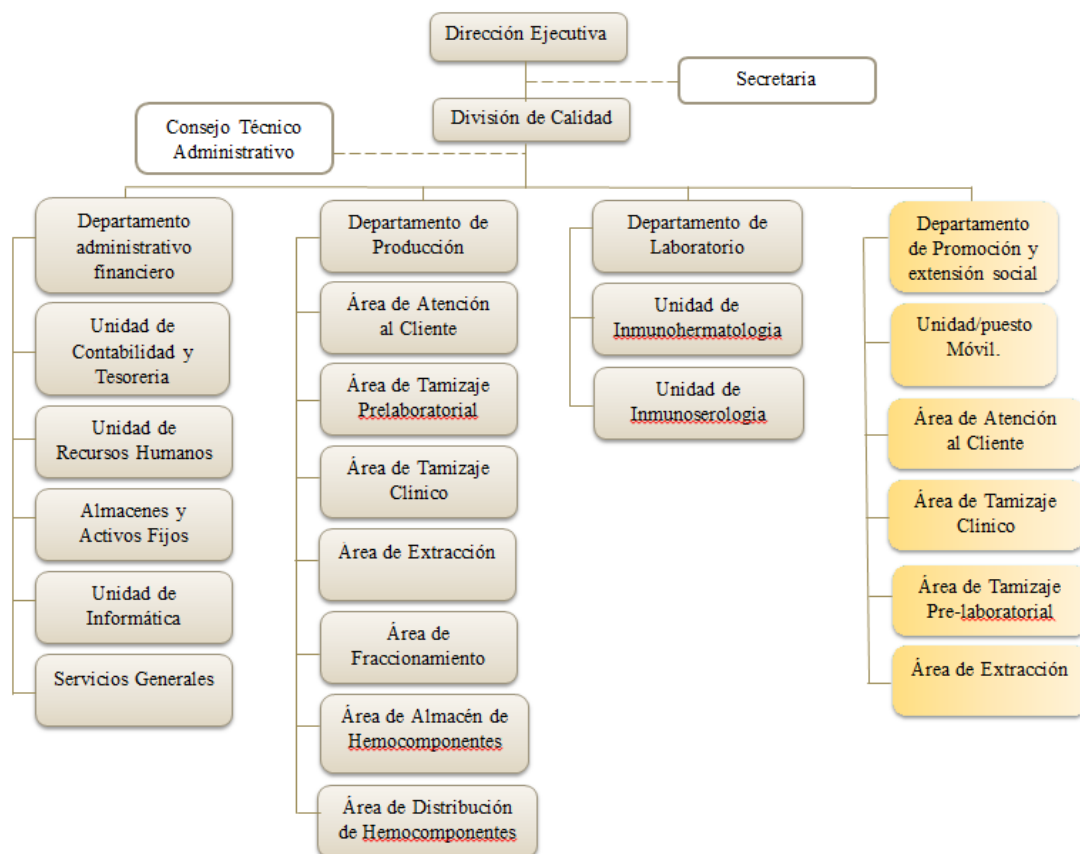 Dirección Ejecutiva
Secretaria
División de Calidad
Consejo Técnico
Administrativo
Departamento
administrativo
financiero
Unidad de
Contabilidad y
Tesoreria
Unidad de
Recursos Humanos
Almacenes y
Activos Fijos
Unidad de
Informática
Servicios Generales
Departamento de
Producción
Área de Atención
al Cliente
Área de Tamizaje
Prelaboratorial
Área de Tamizaje
Clínico
Área de Extracción
Área de
Fraccionamiento
Área de Almacén de
Hemocomponentes
Área de Distribución
de Hemocomponentes
Departamento de
Laboratorio
Unidad de
Inmunohermatologia
Unidad de
Inmunoserologia
Departamento
de Promoción y
extensión social
Unidad/puesto
Móvil.
Área de Atención
al Cliente
Área de Tamizaje
Clínico
Área de Tamizaje
Pre-laboratorial
Área de Extracción